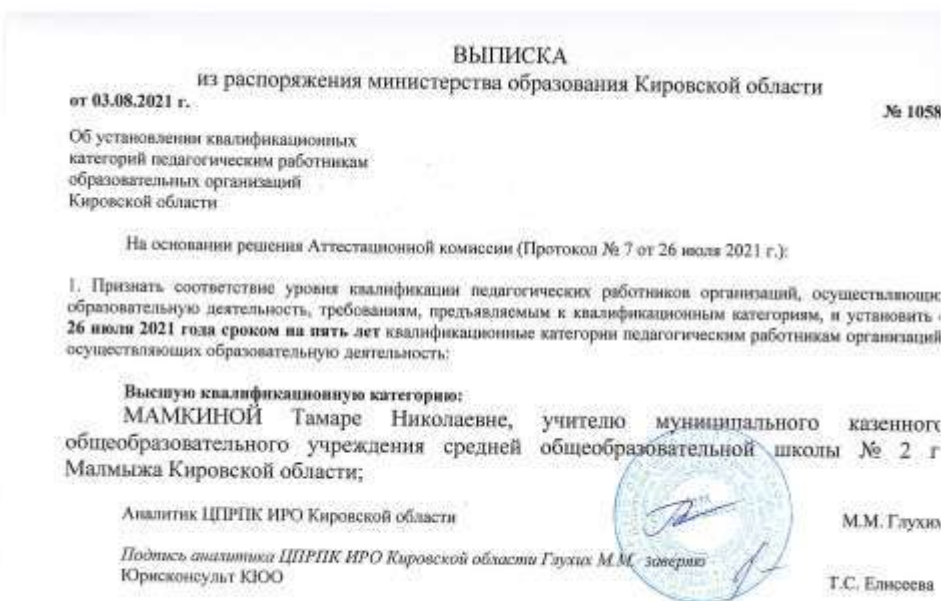 ВЫПИСКА
из распоряжения министерства образования Кировской области
от 03.08.2021 г.
№ 1058
Об установлении квалификационных
категорий педагогическим работникам
образовательных организаций
Кировской области
На основании решения Аттестационной комиссии (Протокол № 7 от 26 июля 2021 г.):
1. Признать соответствие уровня квалификации педагогических работников организаций, осуществляющи
образовательную деятельность, требованиям, предъявляемым к квалификационным категориям, и установить
26 июля 2021 года сроком на пять лет квалификационные категории педагогическим работникам организаций
осуществляющих образовательную деятельность:
Высшую квалификационную категорию:
МАМКИНОЙ Тамаре Николаевне, учителю муниципального казенного
общеобразовательного учреждения средней общеобразовательной школы № 2 г
Малмыжа Кировской области;
Аналитик ЦПРПК ИРО Кировской области
М.М. Глухих
Подпись аналитика ЦПРПК ИРО Кировской области Глухих М.М. заверяю
Юрисконсульт КІОО
Т.С. Елисеева